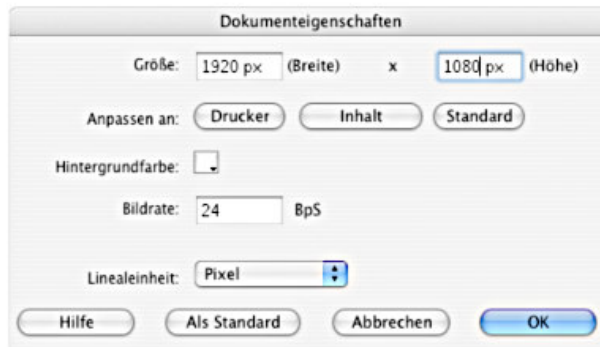 Dokumenteigenschaften
Größe: 1920 px (Breite) x 1080 px (Höhe)
Anpassen an: Drucker Inhalt Standard
Hintergrundfarbe:
Bildrate: 24 BpS
Linealeinheit: Pixel
Hilfe Als Standard Abbrechen OK